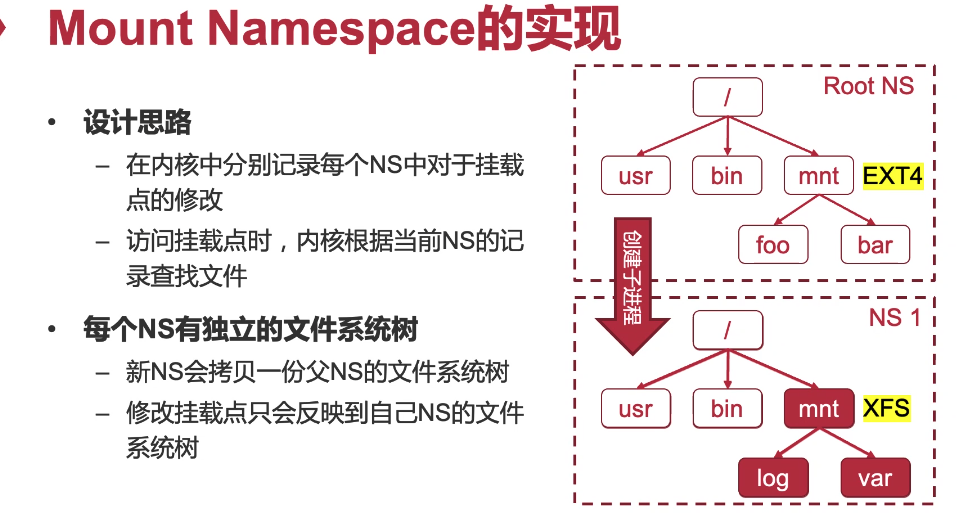 Mount Namespace的实现
• 设计思路
– 在内核中分别记录每个NS中对于挂载
点的修改
– 访问挂载点时，内核根据当前NS的记
录查找文件
• 每个NS有独立的文件系统树
– 新NS会拷贝一份父NS的文件系统树
– 修改挂载点只会反映到自己NS的文件
系统树
Root NS
/
usr bin mnt EXT4
foo bar
创建子进程
NS 1
/
usr bin mnt XFS
log var